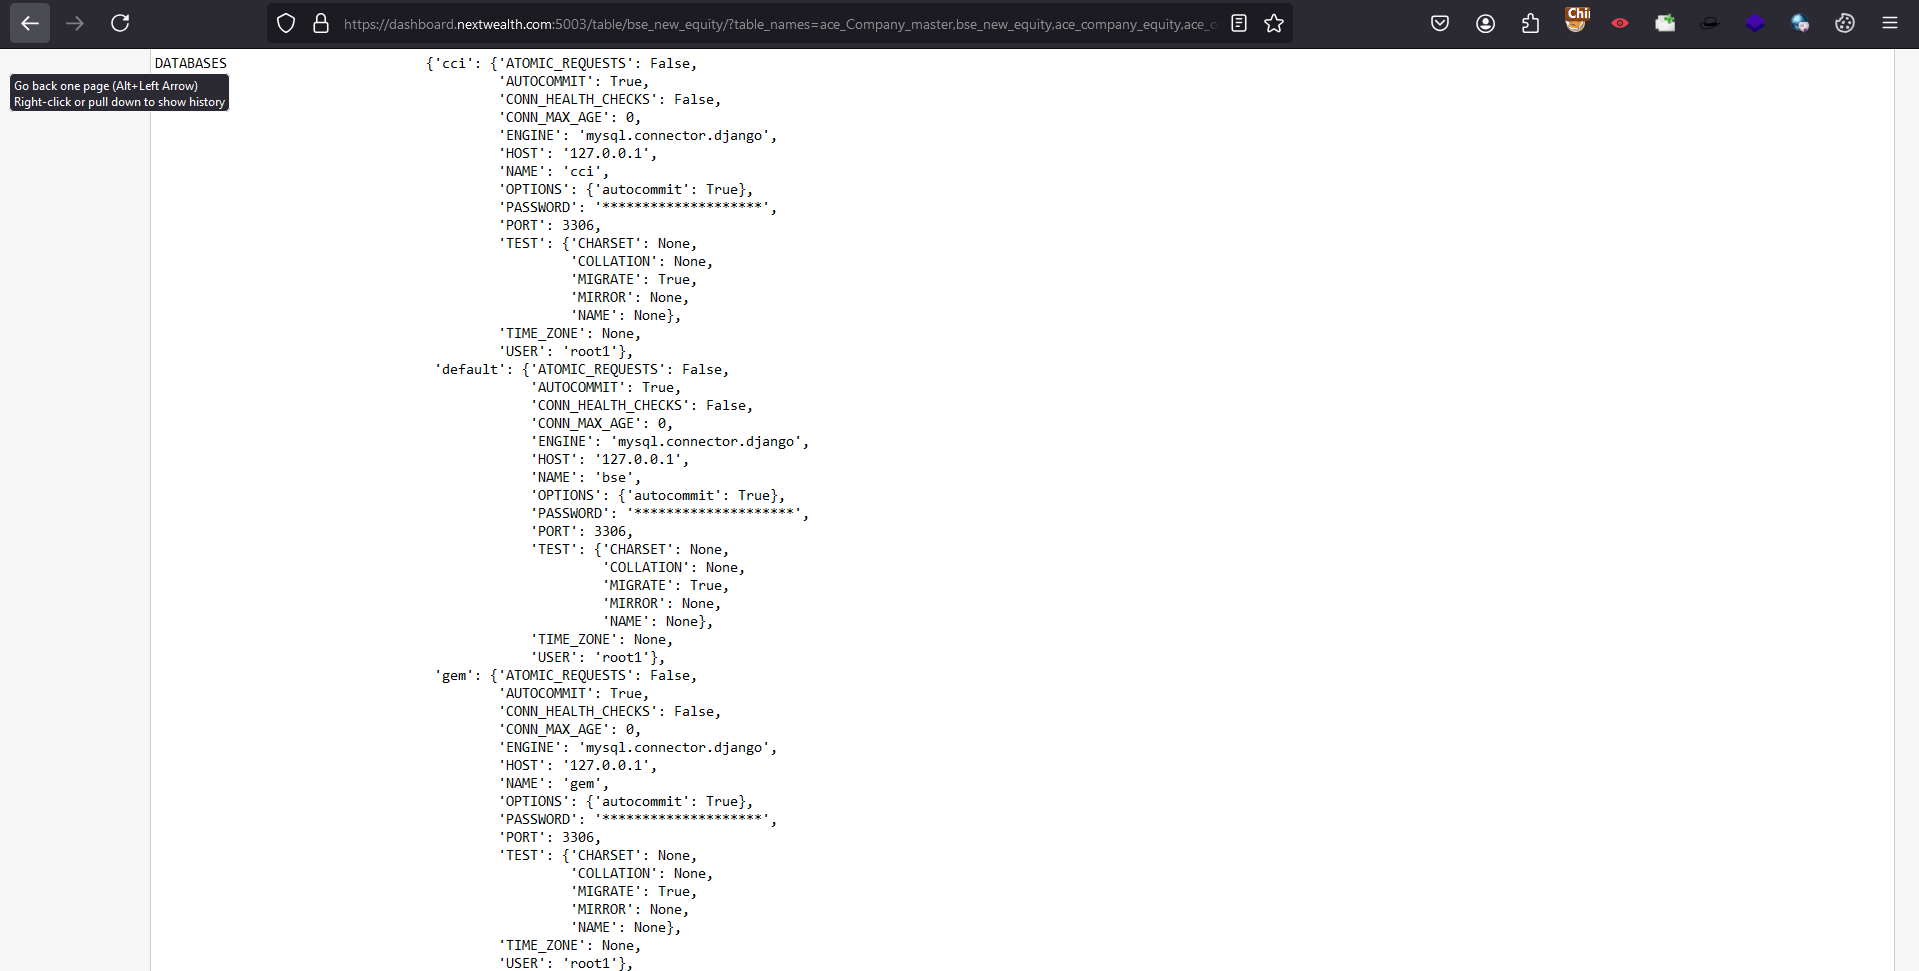 https://dashboard.nextwealth.com:5003/table/bse_new_equity/?table_names=ace_Company_master,bse_new_equity,ace_company_equity,ace_c
Chi
Go back one page (Alt+Left Arrow)
Right-click or pull down to show history
DATABASES {'cci': {'ATOMIC_REQUESTS': False,
'AUTOCOMMIT': True,
'CONN_HEALTH_CHECKS': False,
'CONN_MAX_AGE': 0,
'ENGINE': 'mysql.connector.django',
'HOST': '127.0.0.1',
'NAME': 'cci',
'OPTIONS': {'autocommit': True},
'PASSWORD': '********************',
'PORT': 3306,
'TEST': {'CHARSET': None,
'COLLATION': None,
'MIGRATE': True,
'MIRROR': None,
'NAME': None},
'TIME_ZONE': None,
'USER': 'root1'},
'default': {'ATOMIC_REQUESTS': False,
'AUTOCOMMIT': True,
'CONN_HEALTH_CHECKS': False,
'CONN_MAX_AGE': 0,
'ENGINE': 'mysql.connector.django',
'HOST': '127.0.0.1',
'NAME': 'bse',
'OPTIONS': {'autocommit': True},
'PASSWORD': '********************',
'PORT': 3306,
'TEST': {'CHARSET': None,
'COLLATION': None,
'MIGRATE': True,
'MIRROR': None,
'NAME': None},
'TIME_ZONE': None,
'USER': 'root1'},
'gem': {'ATOMIC_REQUESTS': False,
'AUTOCOMMIT': True,
'CONN_HEALTH_CHECKS': False,
'CONN_MAX_AGE': 0,
'ENGINE': 'mysql.connector.django',
'HOST': '127.0.0.1',
'NAME': 'gem',
'OPTIONS': {'autocommit': True},
'PASSWORD': '********************',
'PORT': 3306,
'TEST': {'CHARSET': None,
'COLLATION': None,
'MIGRATE': True,
'MIRROR': None,
'NAME': None},
'TIME_ZONE': None,
'USER': 'root1'},